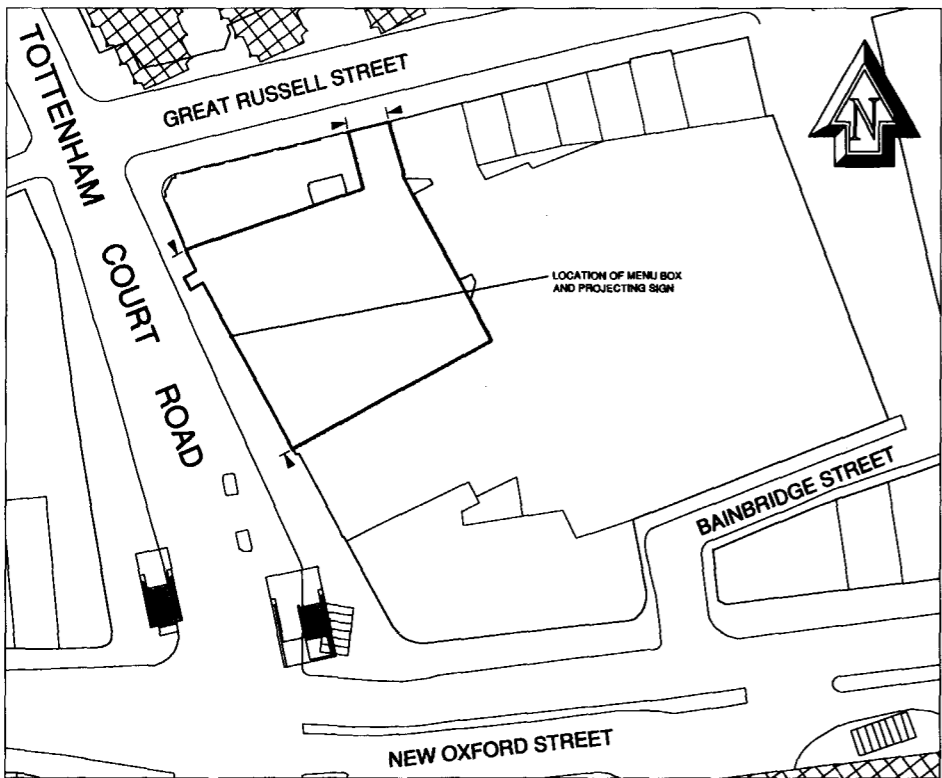 TOTTENHAM COURT ROAD
GREAT RUSSELL STREET
N
LOCATION OF MENU BOX
AND PROJECTING SIGN
BAINBRIDGE STREET
NEW OXFORD STREET